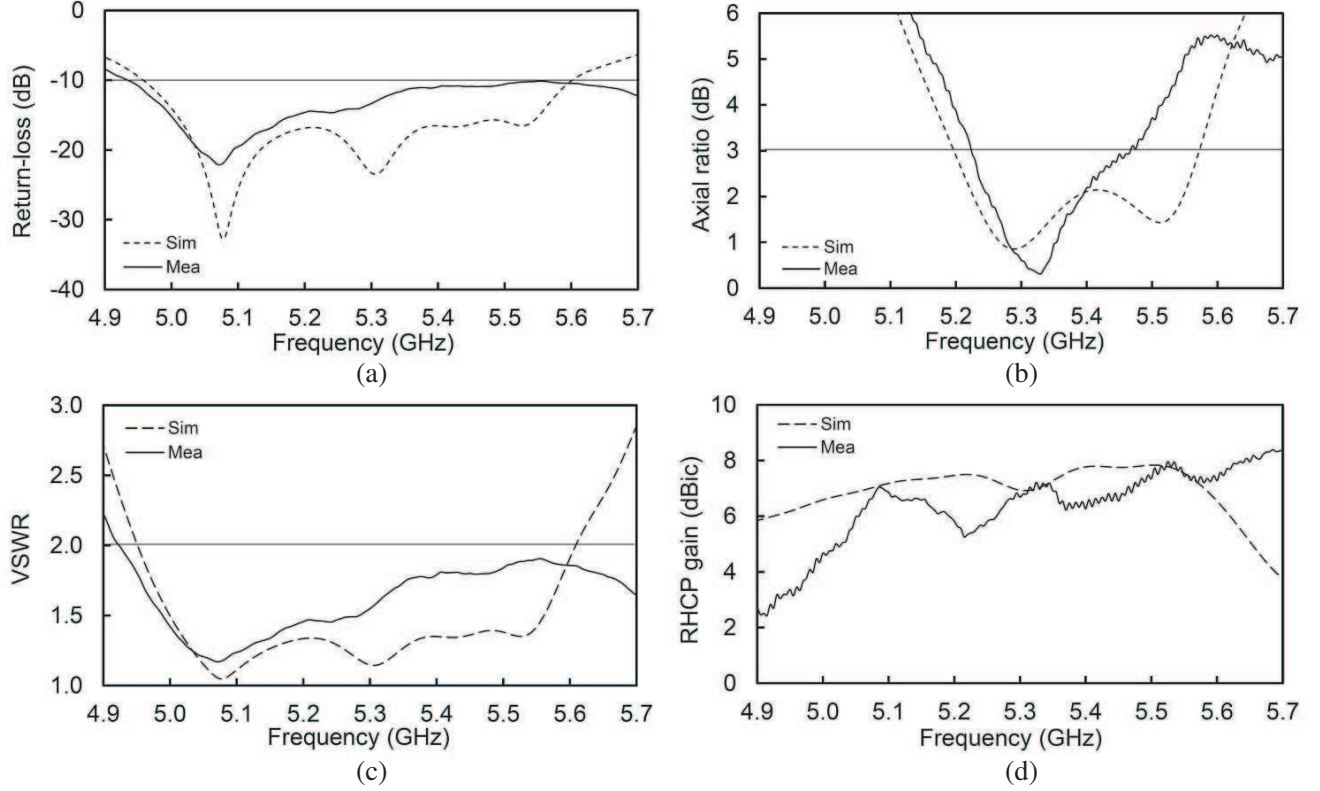 0
-10
-20
-30
-40
Return-loss (dB)
Sim
Mea
4.9 5.0 5.1 5.2 5.3 5.4 5.5 5.6 5.7
Frequency (GHz)
(a)
6
5
4
3
2
1
0
Axial ratio (dB)
Sim
Mea
4.9 5.0 5.1 5.2 5.3 5.4 5.5 5.6 5.7
Frequency (GHz)
(b)
3.0
2.5
2.0
1.5
1.0
VSWR
Sim
Mea
4.9 5.0 5.1 5.2 5.3 5.4 5.5 5.6 5.7
Frequency (GHz)
(c)
10
8
6
4
2
0
RHCP gain (dBic)
Sim
Mea
4.9 5.0 5.1 5.2 5.3 5.4 5.5 5.6 5.7
Frequency (GHz)
(d)